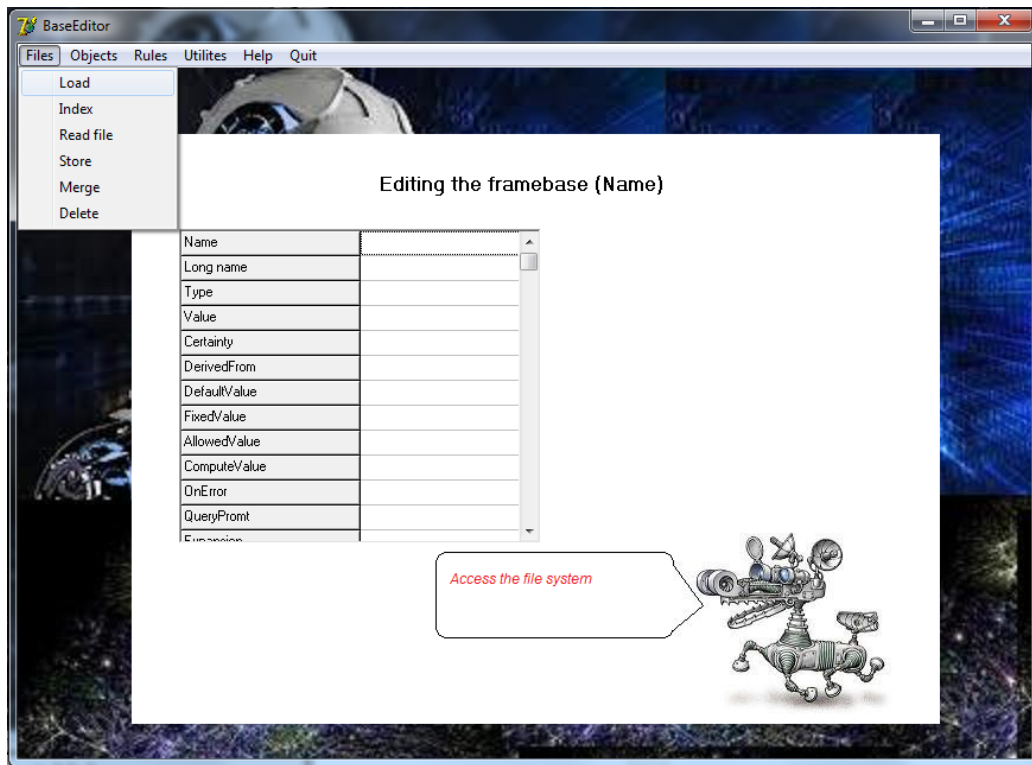 BaseEditor
Files Objects Rules Utilites Help Quit
Load
Index
Read file
Store
Merge
Delete
Editing the framebase (Name)
Name
Long name
Type
Value
Certainty
DerivedFrom
DefaultValue
FixedValue
AllowedValue
ComputeValue
OnError
QueryPromt
Expansion
Access the file system